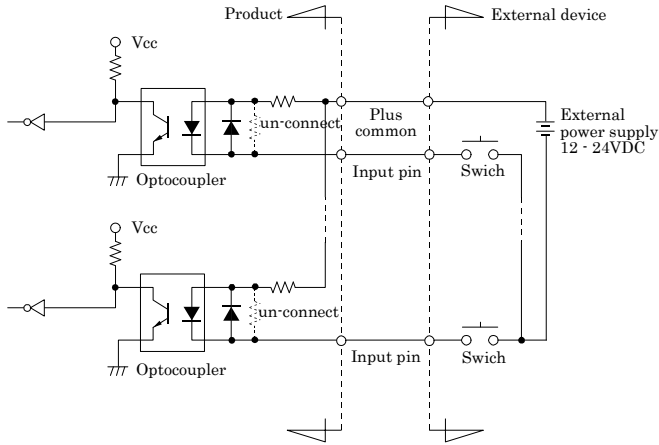 Product
External device
Vcc
un-connect
Plus
common
External
power supply
12 - 24VDC
Optocoupler
Input pin
Swich
Vcc
un-connect
Optocoupler
Input pin
Swich